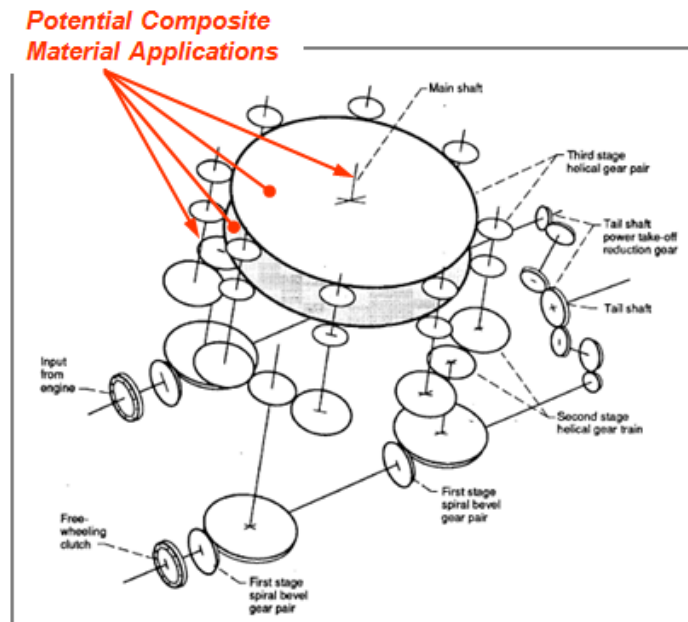 Potential Composite
Material Applications
Main shaft
Third stage
helical gear pair
Tail shaft
power take-off
reduction gear
Tail shaft
Input
from
engine
Second stage
helical gear train
First stage
spiral bevel
gear pair
Free-
wheeling
clutch
First stage
spiral bevel
gear pair